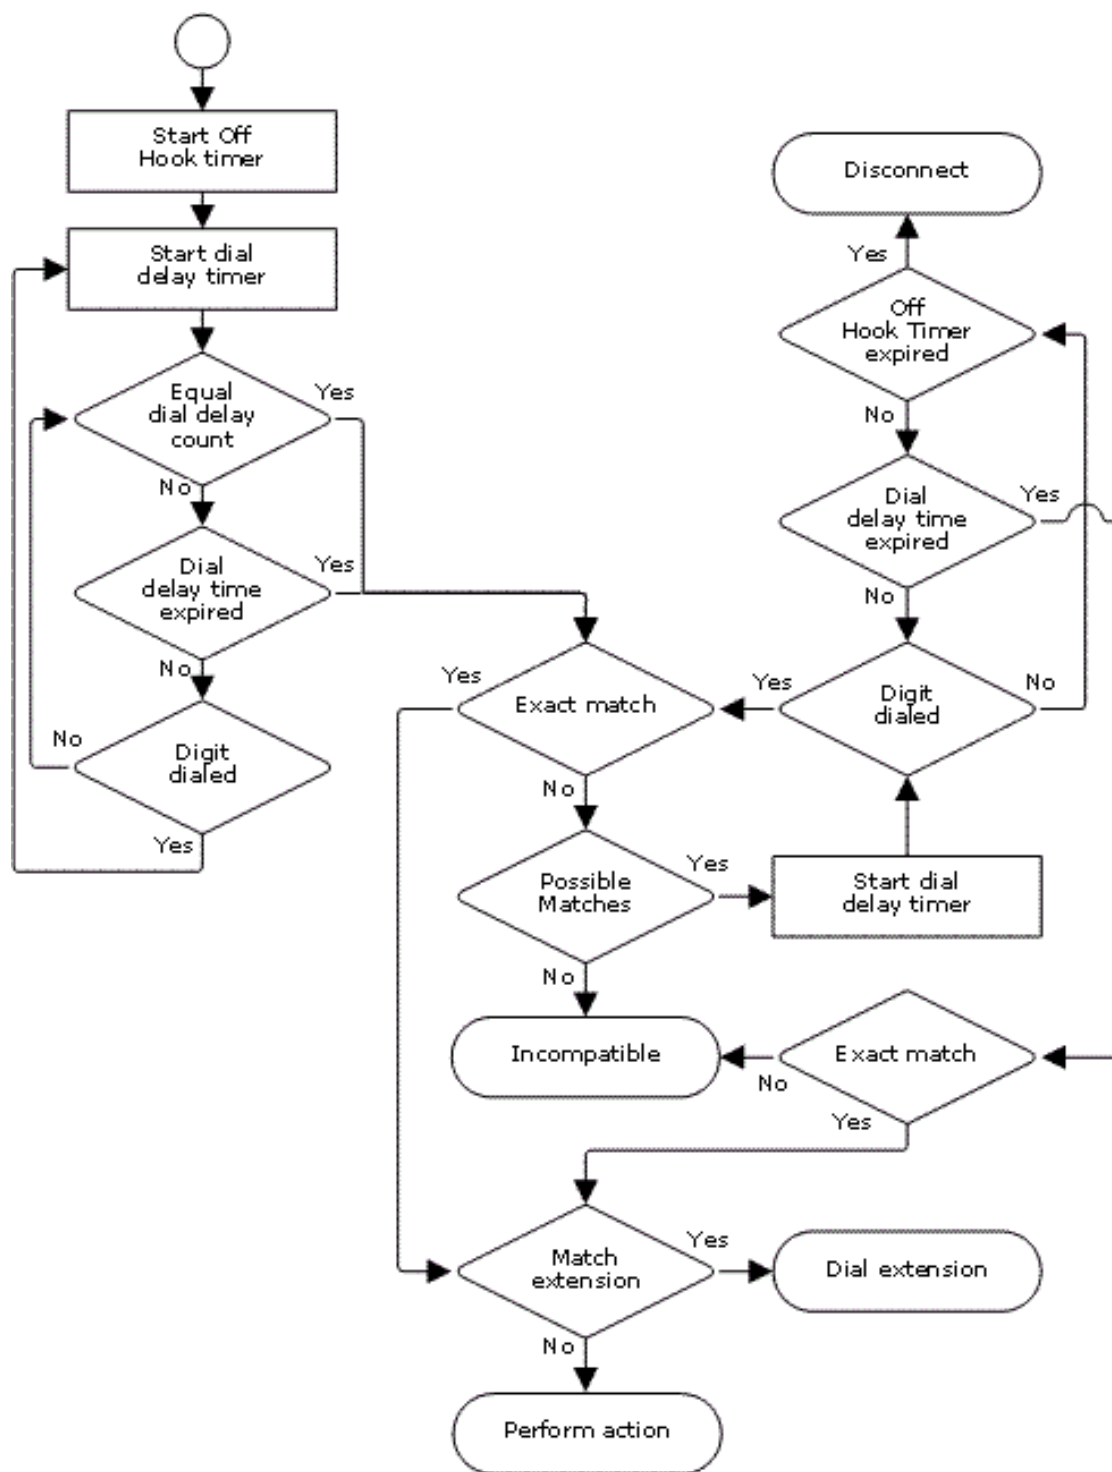 Start Off
Hook timer
Start dial
delay timer
Equal
dial delay
count
Yes
No
Dial
delay time
expired
Yes
No
Digit
dialed
No
Yes
Disconnect
Yes
Off
Hook Timer
expired
No
Dial
delay time
expired
Yes
No
Digit
dialed
Yes
No
Exact match
Yes
No
Possible
Matches
Yes
No
Start dial
delay timer
Incompatible
Exact match
No
Yes
Match
extension
Yes
No
Dial extension
Perform action